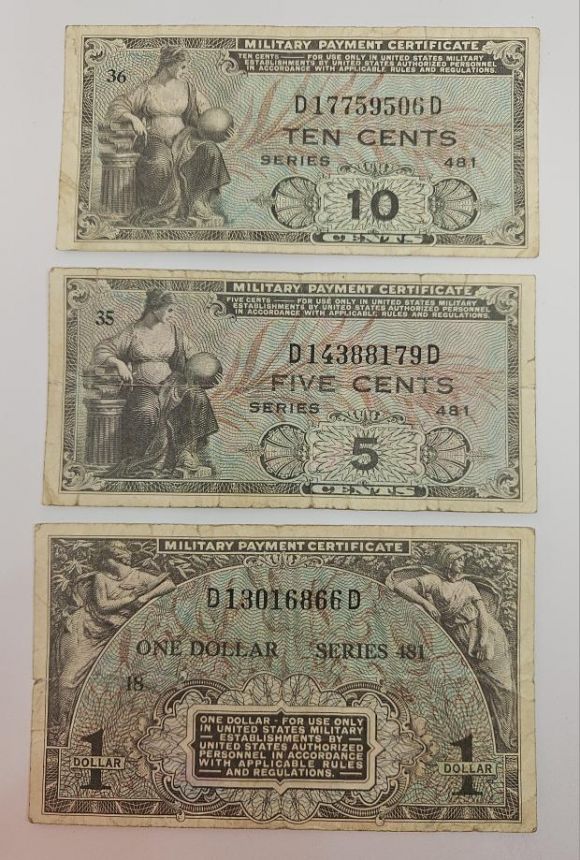 MILITARY PAYMENT CERTIFICATE
TEN CENTS — FOR USE ONLY IN UNITED STATES MILITARY
ESTABLISHMENTS BY UNITED STATES AUTHORIZED PERSONNEL
IN ACCORDANCE WITH APPLICABLE RULES AND REGULATIONS.
36
D17759506D
TEN CENTS
SERIES 481
10
CENTS
MILITARY PAYMENT CERTIFICATE
FIVE CENTS — FOR USE ONLY IN UNITED STATES MILITARY
ESTABLISHMENTS BY UNITED STATES AUTHORIZED PERSONNEL
IN ACCORDANCE WITH APPLICABLE RULES AND REGULATIONS.
35
D14388179D
FIVE CENTS
SERIES 481
5
CENTS
MILITARY PAYMENT CERTIFICATE
D13016866D
ONE DOLLAR SERIES 481
18
ONE DOLLAR - FOR USE ONLY
IN UNITED STATES MILITARY
— ESTABLISHMENTS BY —
UNITED STATES AUTHORIZED
PERSONNEL IN ACCORDANCE
WITH APPLICABLE RULES
— AND REGULATIONS. —
1 DOLLAR
1 DOLLAR